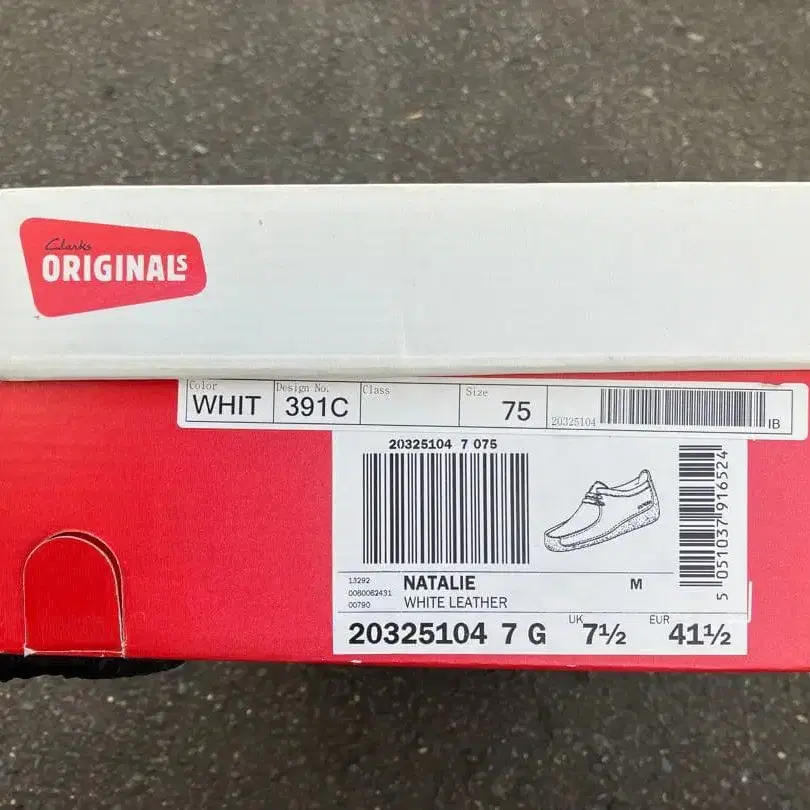 Clarks
ORIGINALS
Color Design No. Class Size
WHIT 391C 75 20325104 IB
20325104 7 075
5 051037 916524
13292
0060062431
00790
NATALIE M
WHITE LEATHER
20325104 7 G UK 7½ EUR 41½